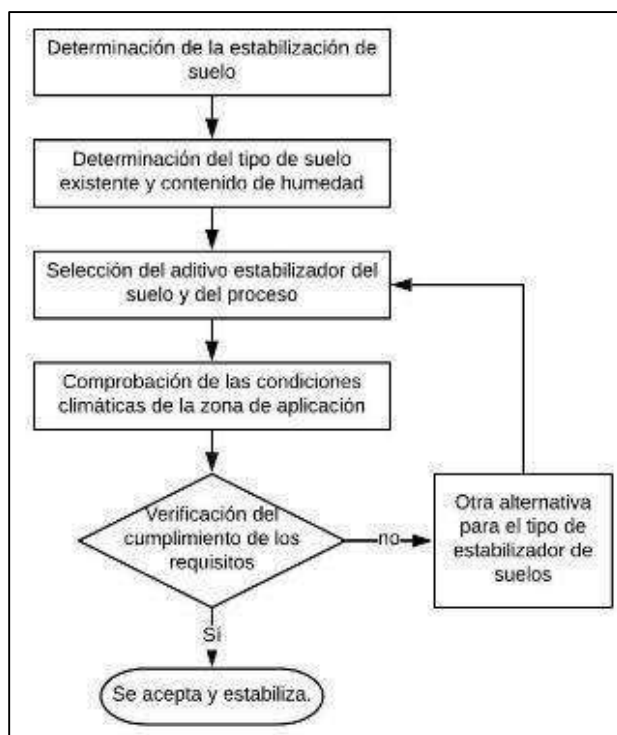 Determinación de la estabilización de
suelo
Determinación del tipo de suelo
existente y contenido de humedad
Selección del aditivo estabilizador del
suelo y del proceso
Comprobación de las condiciones
climáticas de la zona de aplicación
Verificación del
cumplimiento de los
requisitos
no
Otra alternativa
para el tipo de
estabilizador de
suelos
Sí
Se acepta y estabiliza.